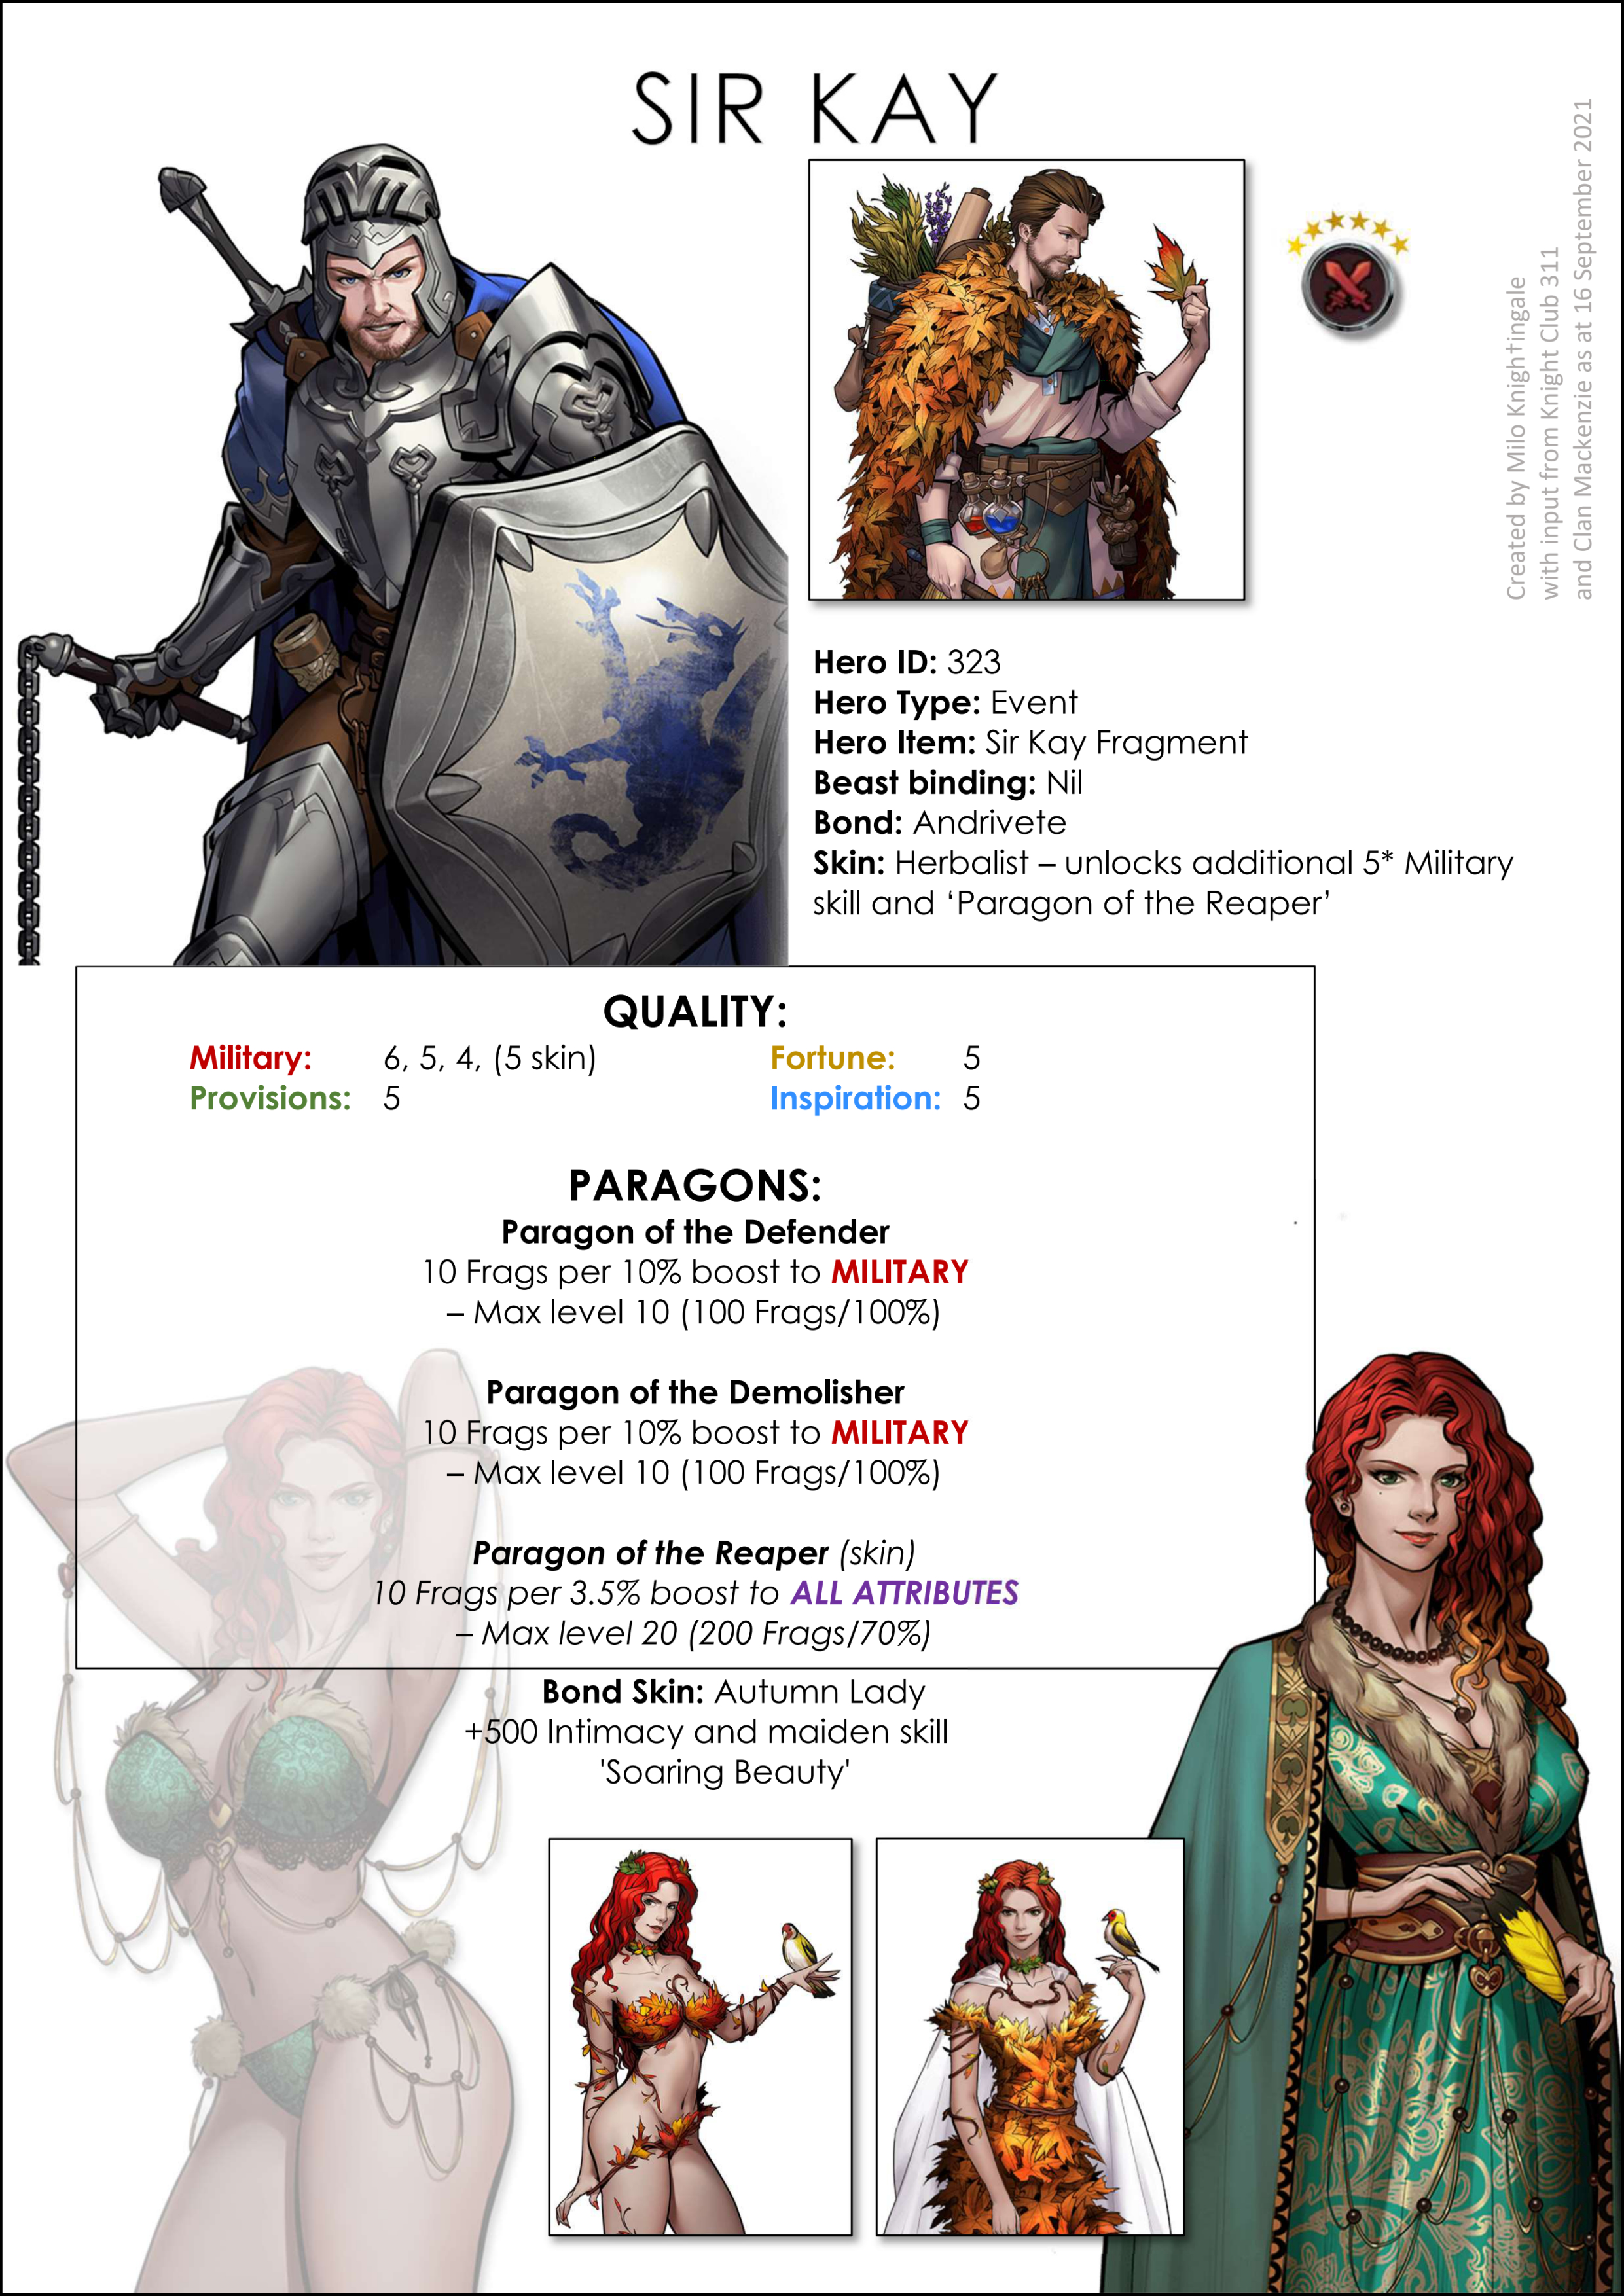 SIR KAY
Created by Milo Knightingale
with input from Knight Club 311
and Clan Mackenzie as at 16 September 2021
Hero ID: 323
Hero Type: Event
Hero Item: Sir Kay Fragment
Beast binding: Nil
Bond: Andrivete
Skin: Herbalist – unlocks additional 5* Military
skill and ‘Paragon of the Reaper’
QUALITY:
Military: 6, 5, 4, (5 skin) Fortune: 5
Provisions: 5 Inspiration: 5
PARAGONS:
Paragon of the Defender
10 Frags per 10% boost to MILITARY
– Max level 10 (100 Frags/100%)
Paragon of the Demolisher
10 Frags per 10% boost to MILITARY
– Max level 10 (100 Frags/100%)
Paragon of the Reaper (skin)
10 Frags per 3.5% boost to ALL ATTRIBUTES
– Max level 20 (200 Frags/70%)
Bond Skin: Autumn Lady
+500 Intimacy and maiden skill
'Soaring Beauty'